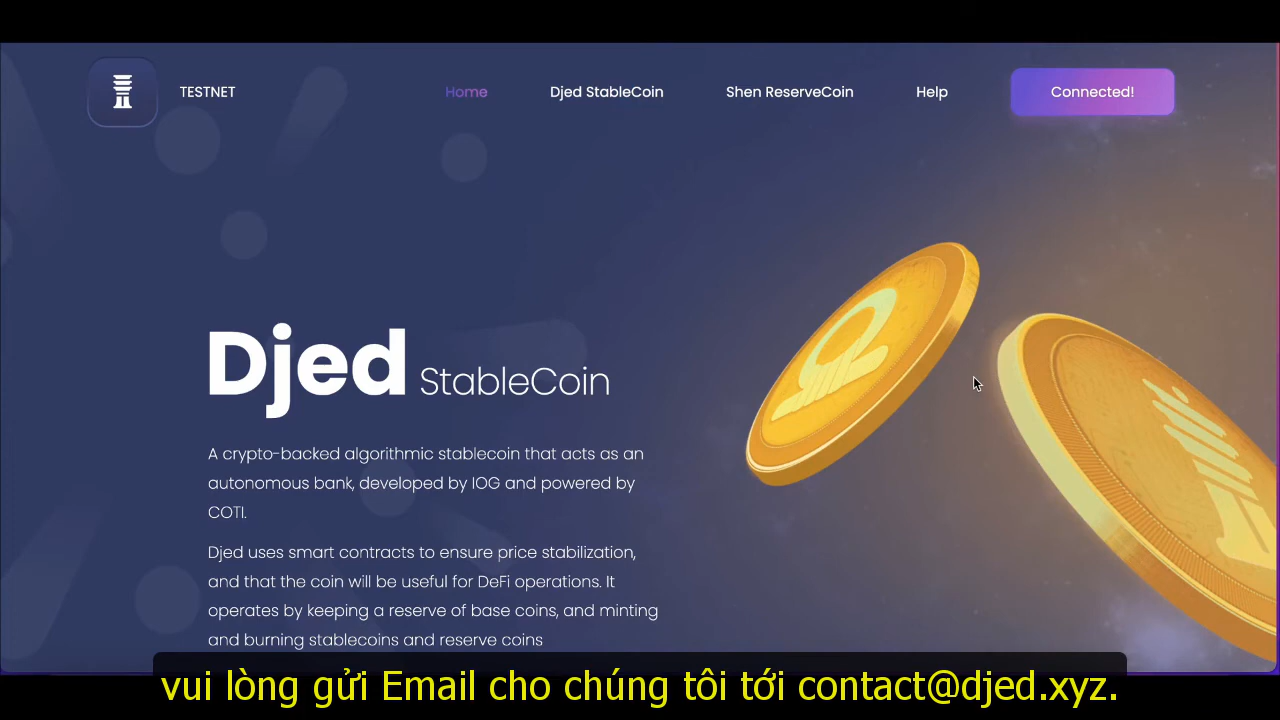 TESTNET
Home
Djed StableCoin
Shen ReserveCoin
Help
Connected!
Djed StableCoin
A crypto-backed algorithmic stablecoin that acts as an
autonomous bank, developed by IOG and powered by
COTI.
Djed uses smart contracts to ensure price stabilization,
and that the coin will be useful for DeFi operations. It
operates by keeping a reserve of base coins, and minting
and burning stablecoins and reserve coins
vui lòng gửi Email cho chúng tôi tới contact@djed.xyz.